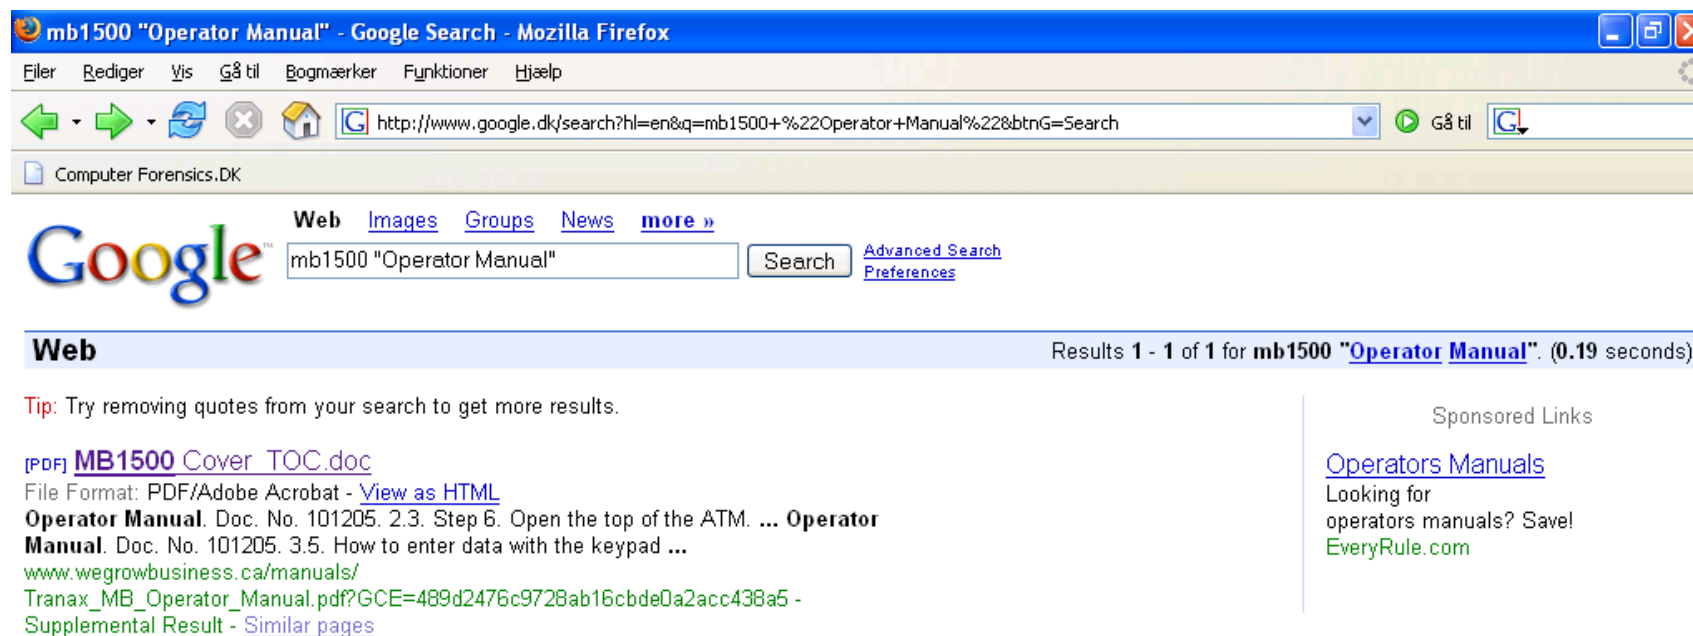 mb1500 "Operator Manual" - Google Search - Mozilla Firefox
Filer Rediger Vis Gå til Bogmærker Funktioner Hjælp
http://www.google.dk/search?hl=en&q=mb1500+%22Operator+Manual%22&btnG=Search Gå til
Computer Forensics.DK
Google™ Web Images Groups News more »
mb1500 "Operator Manual" Search Advanced Search
Preferences
Web Results 1 - 1 of 1 for mb1500 "Operator Manual". (0.19 seconds)
Tip: Try removing quotes from your search to get more results.
[PDF] MB1500 Cover_TOC.doc
File Format: PDF/Adobe Acrobat - View as HTML
Operator Manual. Doc. No. 101205. 2.3. Step 6. Open the top of the ATM. ... Operator
Manual. Doc. No. 101205. 3.5. How to enter data with the keypad ...
www.wegrowbusiness.ca/manuals/
Tranax_MB_Operator_Manual.pdf?GCE=489d2476c9728ab16cbde0a2acc438a5 -
Supplemental Result - Similar pages
Sponsored Links
Operators Manuals
Looking for
operators manuals? Save!
EveryRule.com